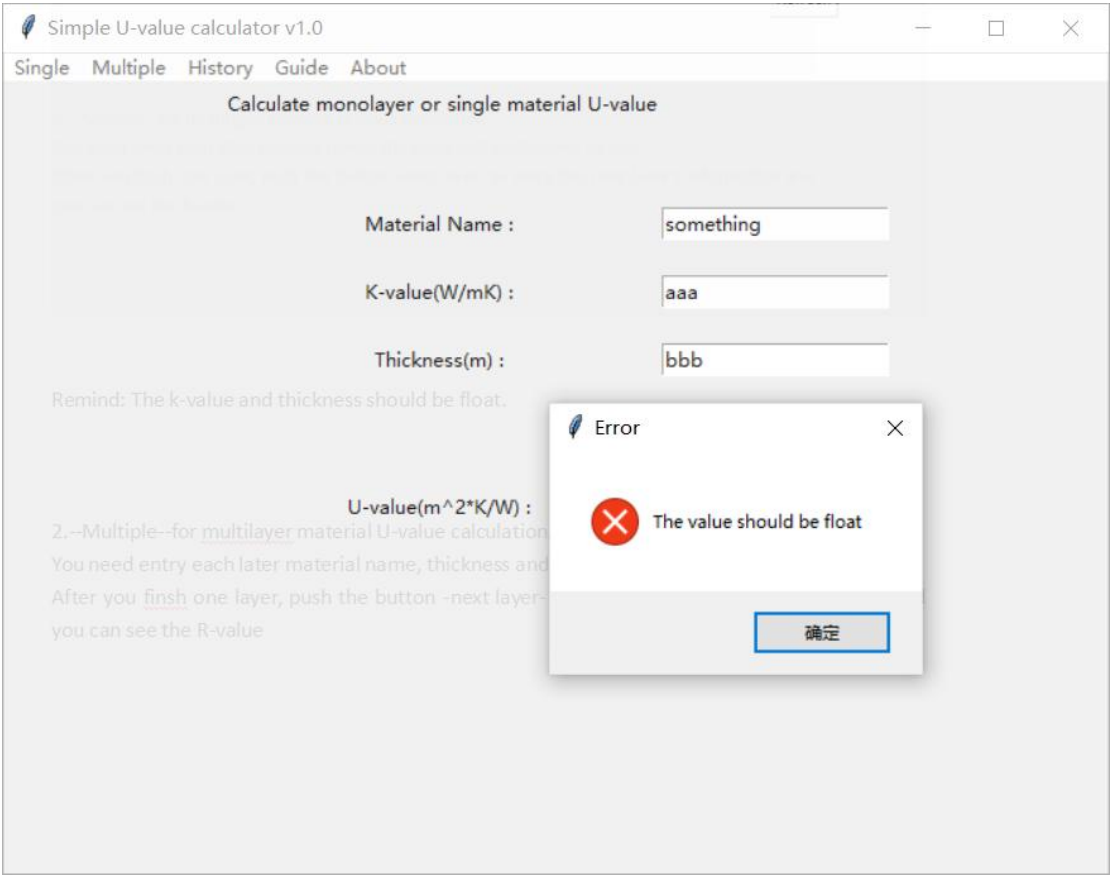 Simple U-value calculator v1.0
Single Multiple History Guide About
Calculate monolayer or single material U-value
Material Name : something
K-value(W/mK) : aaa
Thickness(m) : bbb
Remind: The k-value and thickness should be float.
Error
The value should be float
确定
U-value(m^2*K/W) :
2.--Multiple--for multilayer material U-value calculation
You need entry each later material name, thickness and
After you finsh one layer, push the button -next layer-
you can see the R-value